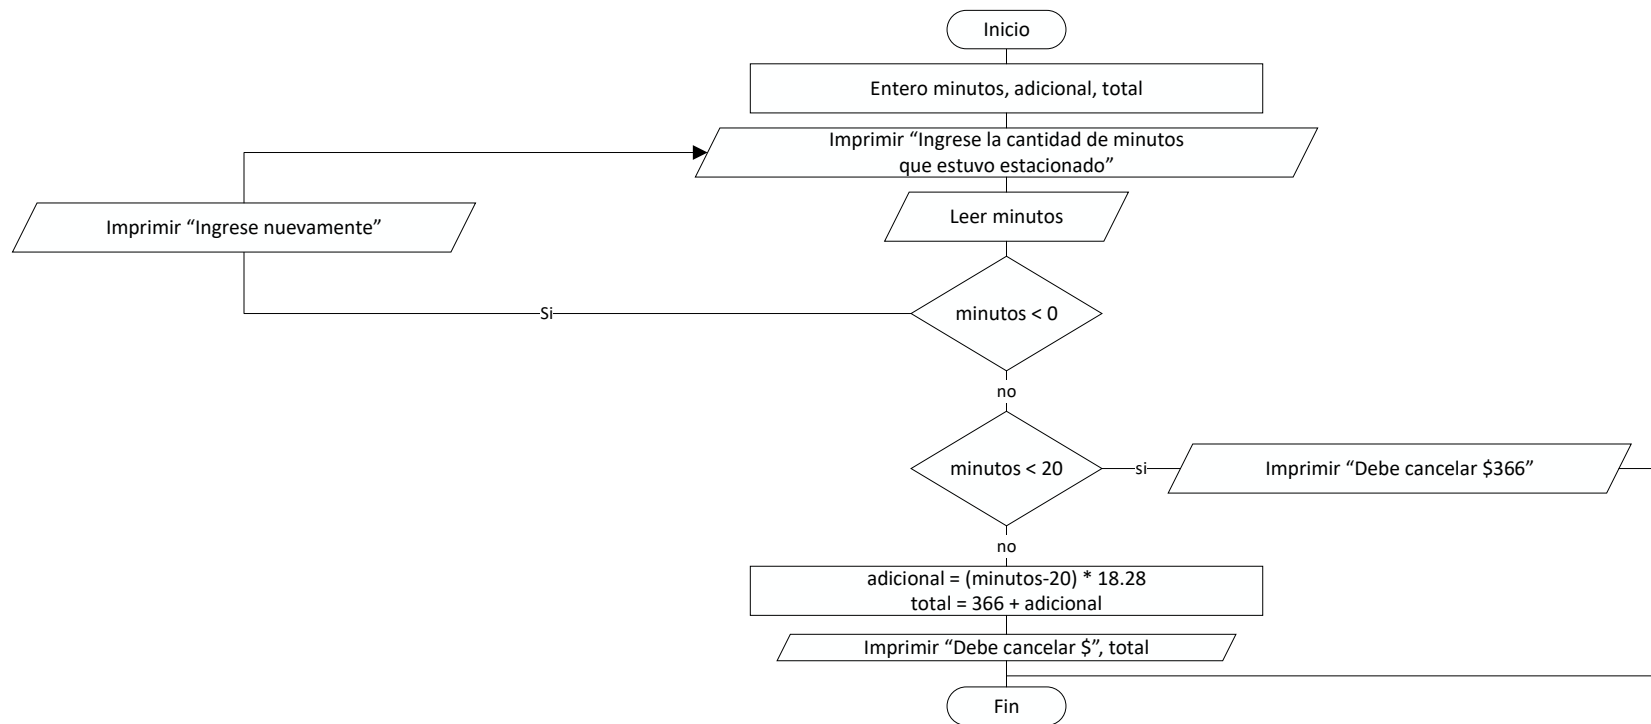 Inicio
Entero minutos, adicional, total
Imprimir “Ingrese la cantidad de minutos
que estuvo estacionado”
Leer minutos
Imprimir “Ingrese nuevamente”
minutos < 0
Si
no
minutos < 20
si
Imprimir “Debe cancelar $366”
no
adicional = (minutos-20) * 18.28
total = 366 + adicional
Imprimir “Debe cancelar $”, total
Fin